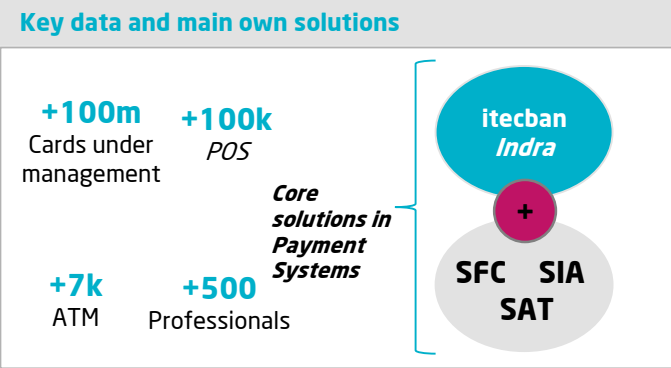 Key data and main own solutions
+100m
Cards under
management
+100k
POS
+7k
ATM
+500
Professionals
Core
solutions in
Payment
Systems
itecban
Indra
+
SFC SIA
SAT